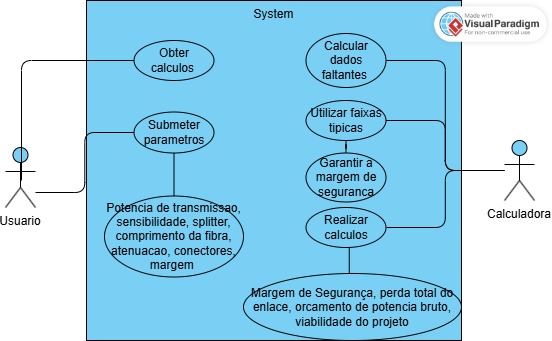 System
Made with
VisualParadigm
For non-commercial use
Obter
calculos
Calcular
dados
faltantes
Submeter
parametros
Utilizar faixas
tipicas
Garantir a
margem de
seguranca
Usuario
Calculadora
Potencia de transmissao,
sensibilidade, splitter,
comprimento da fibra,
atenuacao, conectores,
margem
Realizar
calculos
Margem de Segurança, perda total do
enlace, orcamento de potencia bruto,
viabilidade do projeto